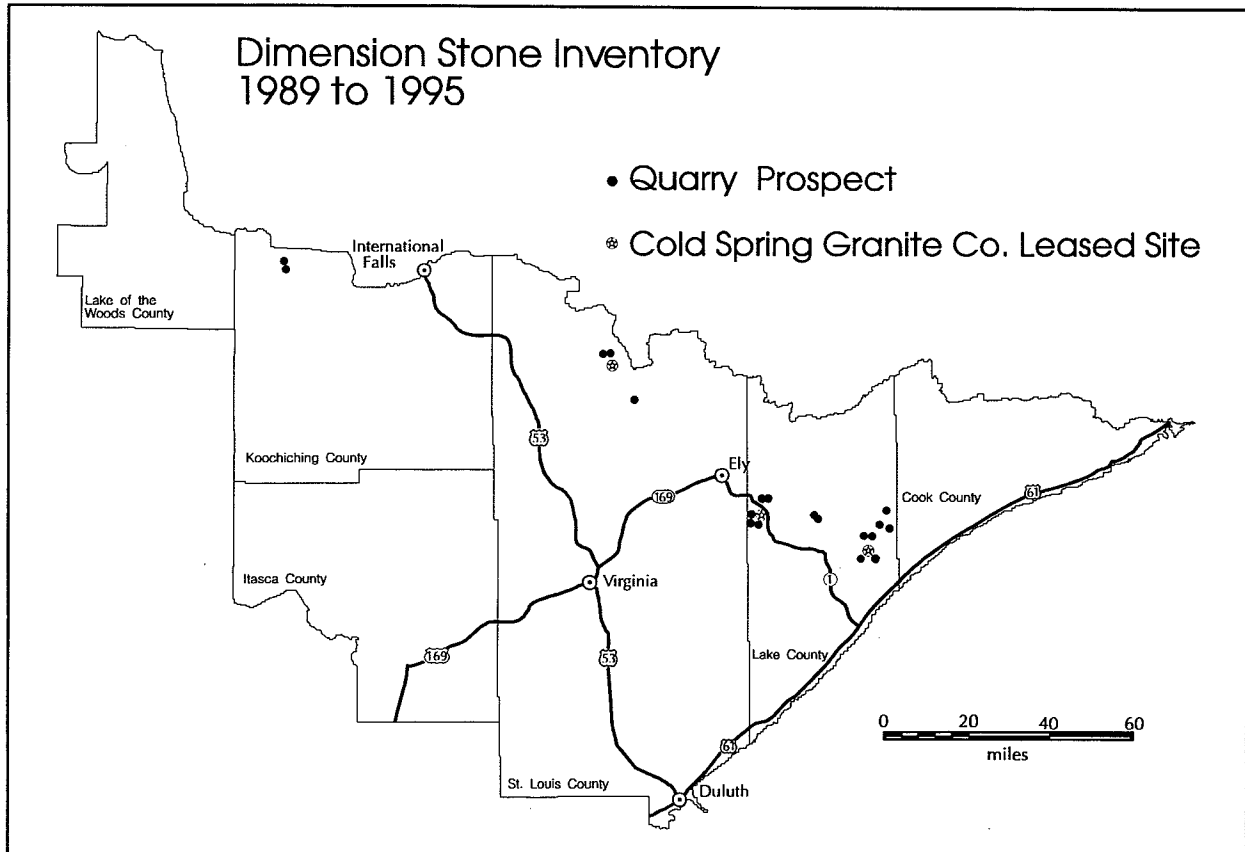 Dimension Stone Inventory
1989 to 1995
Quarry Prospect
Cold Spring Granite Co. Leased Site
International
Falls
Lake of the
Woods County
53
Koochiching County
Ely
169
Cook County
61
Itasca County
Virginia
1
169
53
Lake County
61
St. Louis County
Duluth
0 20 40 60
miles